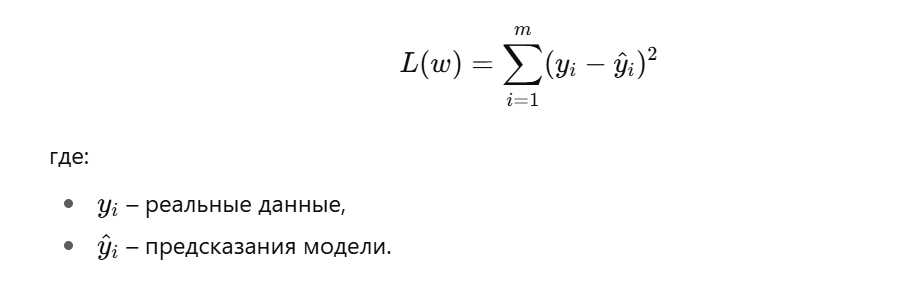 L(w) = \sum_{i=1}^{m} (y_i - \hat{y}_i)^2
где:
• y_i – реальные данные,
• \hat{y}_i – предсказания модели.